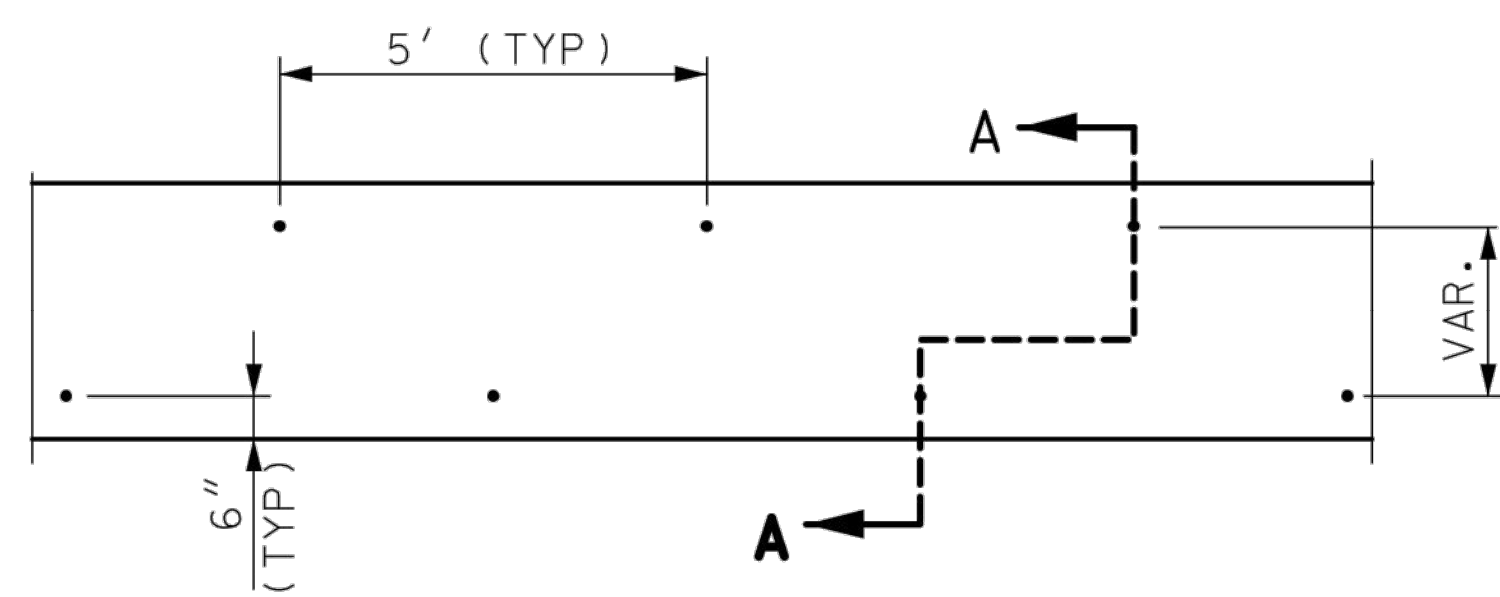 5' (TYP)
A
VAR.
6"
(TYP)
A